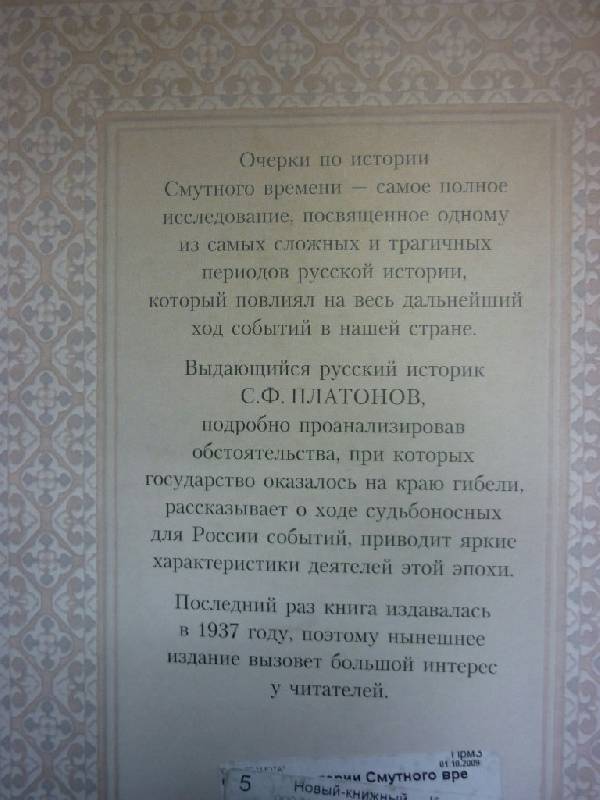 Очерки по истории
Смутного времени — самое полное
исследование, посвященное одному
из самых сложных и трагичных
периодов русской истории,
который повлиял на весь дальнейший
ход событий в нашей стране.
Выдающийся русский историк
С.Ф. ПЛАТОНОВ,
подробно проанализировав
обстоятельства, при которых
государство оказалось на краю гибели,
рассказывает о ходе судьбоносных
для России событий, приводит яркие
характеристики деятелей этой эпохи.
Последний раз книга издавалась
в 1937 году, поэтому нынешнее
издание вызовет большой интерес
у читателей.
01.10.2009
5 Смутного вре
Новый-книжный